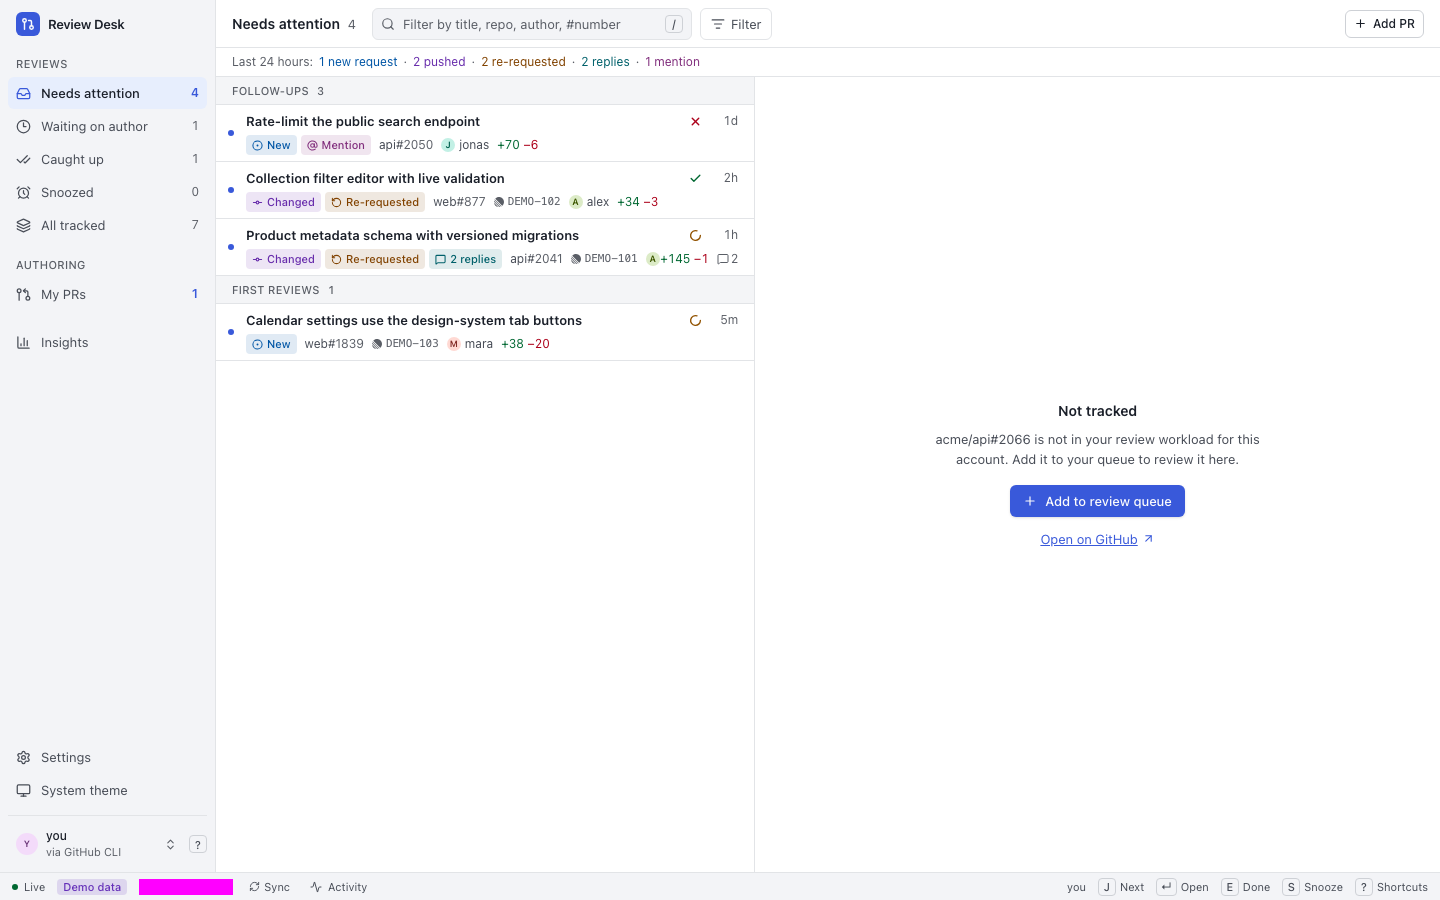 Review Desk
REVIEWS
Needs attention 4
Waiting on author 1
Caught up 1
Snoozed 0
All tracked 7
AUTHORING
My PRs 1
Insights
Settings
System theme
Y you
via GitHub CLI
?
Needs attention 4
Filter by title, repo, author, #number /
Filter
+ Add PR
Last 24 hours: 1 new request · 2 pushed · 2 re-requested · 2 replies · 1 mention
FOLLOW-UPS 3
Rate-limit the public search endpoint 1d
New Mention api#2050 J jonas +70 −6
Collection filter editor with live validation 2h
Changed Re-requested web#877 DEMO-102 A alex +34 −3
Product metadata schema with versioned migrations 1h
Changed Re-requested 2 replies api#2041 DEMO-101 A +145 −1 2
FIRST REVIEWS 1
Calendar settings use the design-system tab buttons 5m
New web#1839 DEMO-103 M mara +38 −20
Not tracked
acme/api#2066 is not in your review workload for this
account. Add it to your queue to review it here.
+ Add to review queue
Open on GitHub
Live Demo data Sync Activity
you J Next Open E Done S Snooze ? Shortcuts